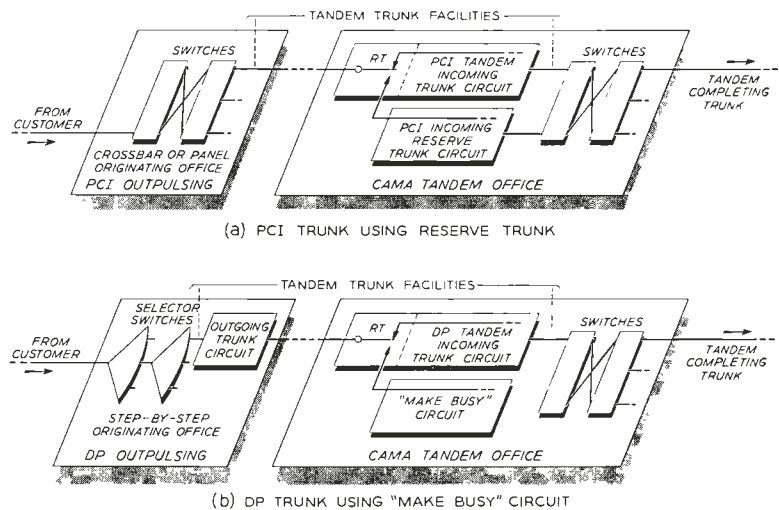 TANDEM TRUNK FACILITIES
SWITCHES
FROM
CUSTOMER
CROSSBAR OR PANEL
ORIGINATING OFFICE
PCI OUTPULSING
RT
PCI TANDEM
INCOMING
TRUNK CIRCUIT
PCI INCOMING
RESERVE
TRUNK CIRCUIT
SWITCHES
TANDEM
COMPLETING
TRUNK
CAMA TANDEM OFFICE
(a) PCI TRUNK USING RESERVE TRUNK
TANDEM TRUNK FACILITIES
SELECTOR
SWITCHES
FROM
CUSTOMER
OUTGOING
TRUNK
CIRCUIT
STEP-BY-STEP
ORIGINATING OFFICE
DP OUTPULSING
RT
DP TANDEM
INCOMING
TRUNK CIRCUIT
"MAKE BUSY"
CIRCUIT
SWITCHES
TANDEM
COMPLETING
TRUNK
CAMA TANDEM OFFICE
(b) DP TRUNK USING "MAKE BUSY" CIRCUIT